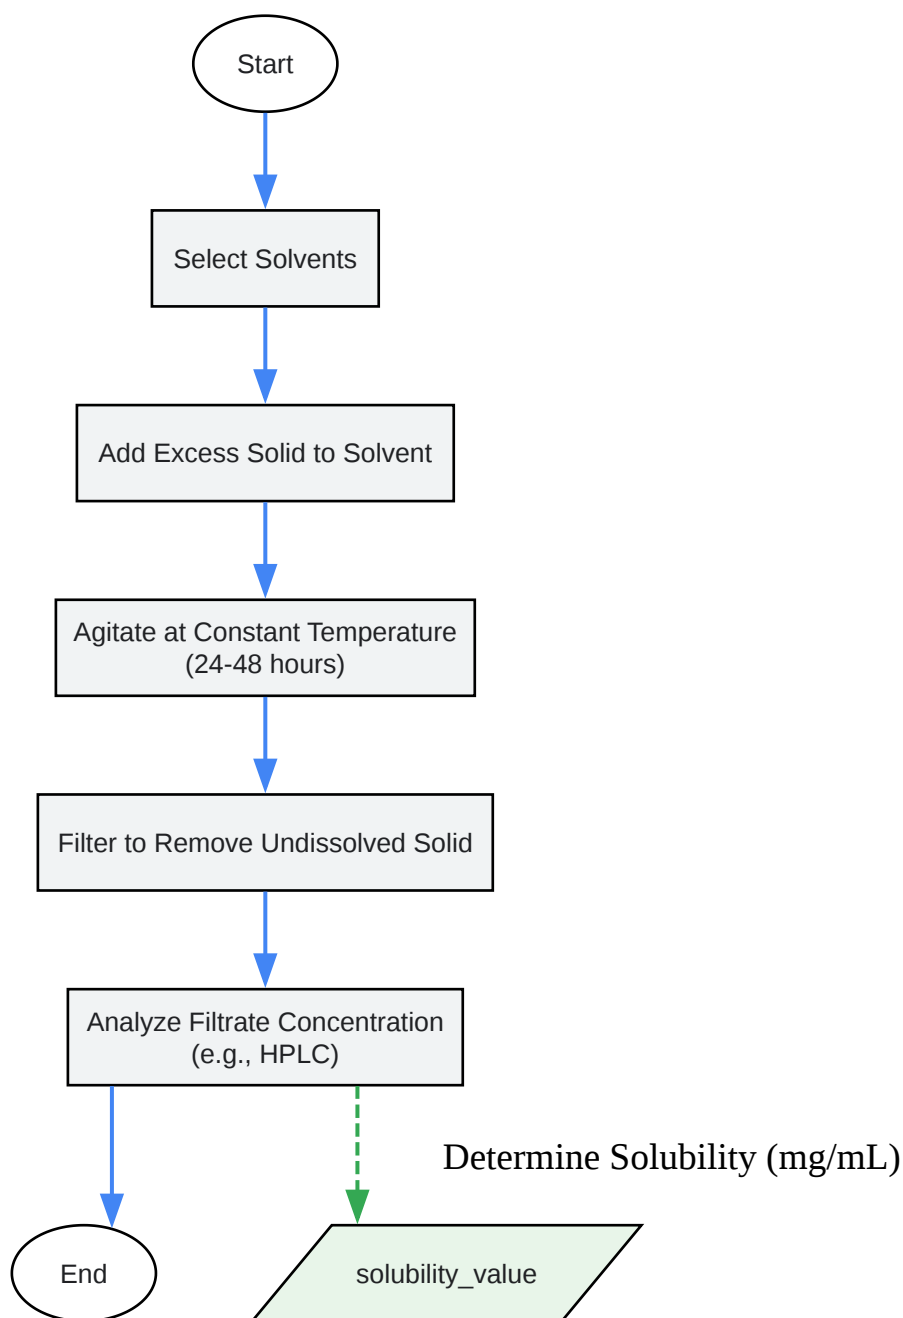 Start
Select Solvents
Add Excess Solid to Solvent
Agitate at Constant Temperature
(24-48 hours)
Filter to Remove Undissolved Solid
Analyze Filtrate Concentration
(e.g., HPLC)
Determine Solubility (mg/mL)
End
solubility_value